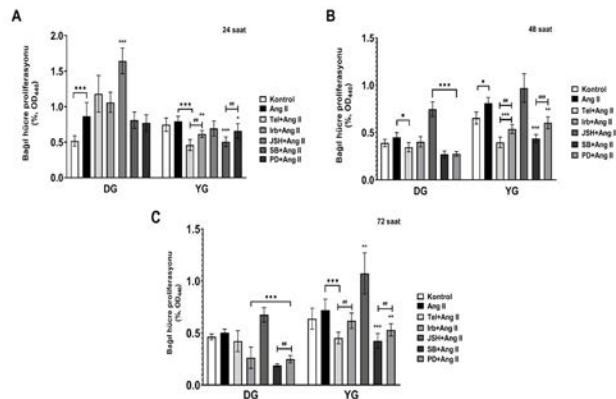 A
24 saat
Bağıl hücre proliferasyonu
(%, OD₄₄₀)
2.0
1.5
1.0
0.5
0.0
DG
YG
***
***
***
##
**
***
##
*
Kontrol
Ang II
Tel+Ang II
Irb+Ang II
JSH+Ang II
SB+Ang II
PD+Ang II
B
48 saat
Bağıl hücre proliferasyonu
(%, OD₄₄₀)
1.5
1.0
0.5
0.0
DG
YG
*
***
*
##
***
***
###
**
Kontrol
Ang II
Tel+Ang II
Irb+Ang II
JSH+Ang II
SB+Ang II
PD+Ang II
C
72 saat
Bağıl hücre proliferasyonu
(%, OD₄₄₀)
1.5
1.0
0.5
0.0
DG
YG
***
##
***
##
**
***
##
**
Kontrol
Ang II
Tel+Ang II
Irb+Ang II
JSH+Ang II
SB+Ang II
PD+Ang II